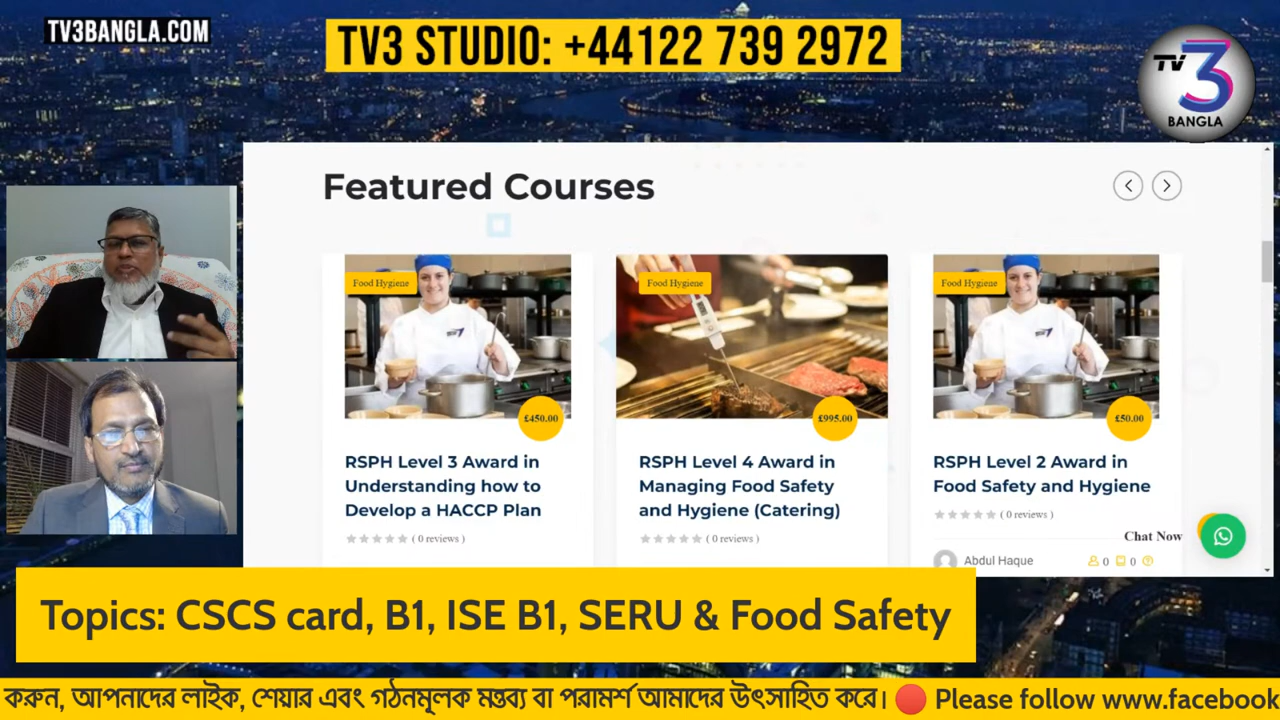 TV3BANGLA.COM
TV3 STUDIO: +44122 739 2972
TV3
BANGLA
Featured Courses
Food Hygiene
Food Hygiene
Food Hygiene
£450.00
£995.00
£50.00
RSPH Level 3 Award in
Understanding how to
Develop a HACCP Plan
( 0 reviews )
RSPH Level 4 Award in
Managing Food Safety
and Hygiene (Catering)
( 0 reviews )
RSPH Level 2 Award in
Food Safety and Hygiene
( 0 reviews )
Abdul Haque
0
0
Chat Now
Topics: CSCS card, B1, ISE B1, SERU & Food Safety
করুন, আপনাদের লাইক, শেয়ার এবং গঠনমূলক মন্তব্য বা পরামর্শ আমাদের উৎসাহিত করে। Please follow www.facebook